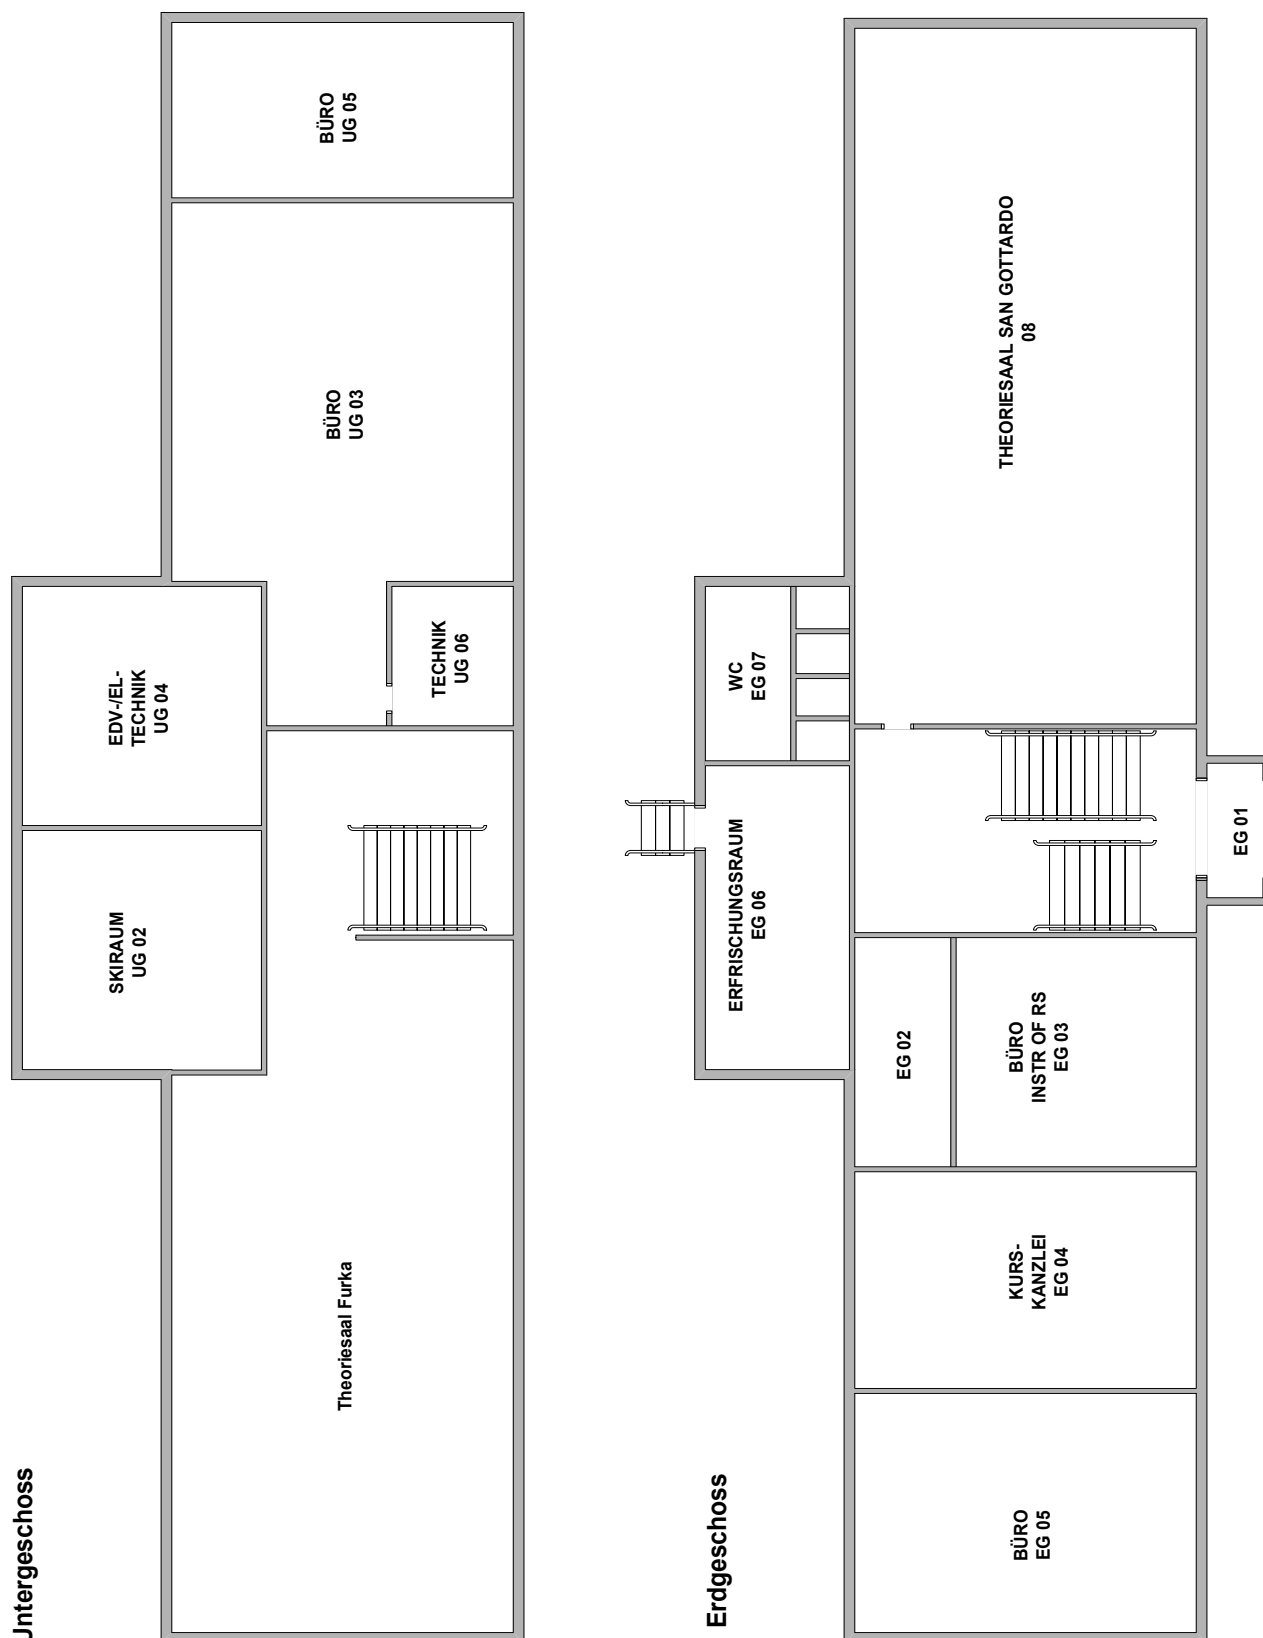 Untergeschoss
SKIRAUM
UG 02
EDV-/EL-
TECHNIK
UG 04
Theoriesaal Furka
TECHNIK
UG 06
BÜRO
UG 03
BÜRO
UG 05
Erdgeschoss
ERFRISCHUNGSRAUM
EG 06
WC
EG 07
BÜRO
EG 05
KURS-
KANZLEI
EG 04
EG 02
BÜRO
INSTR OF RS
EG 03
THEORIESAAL SAN GOTTARDO
08
EG 01